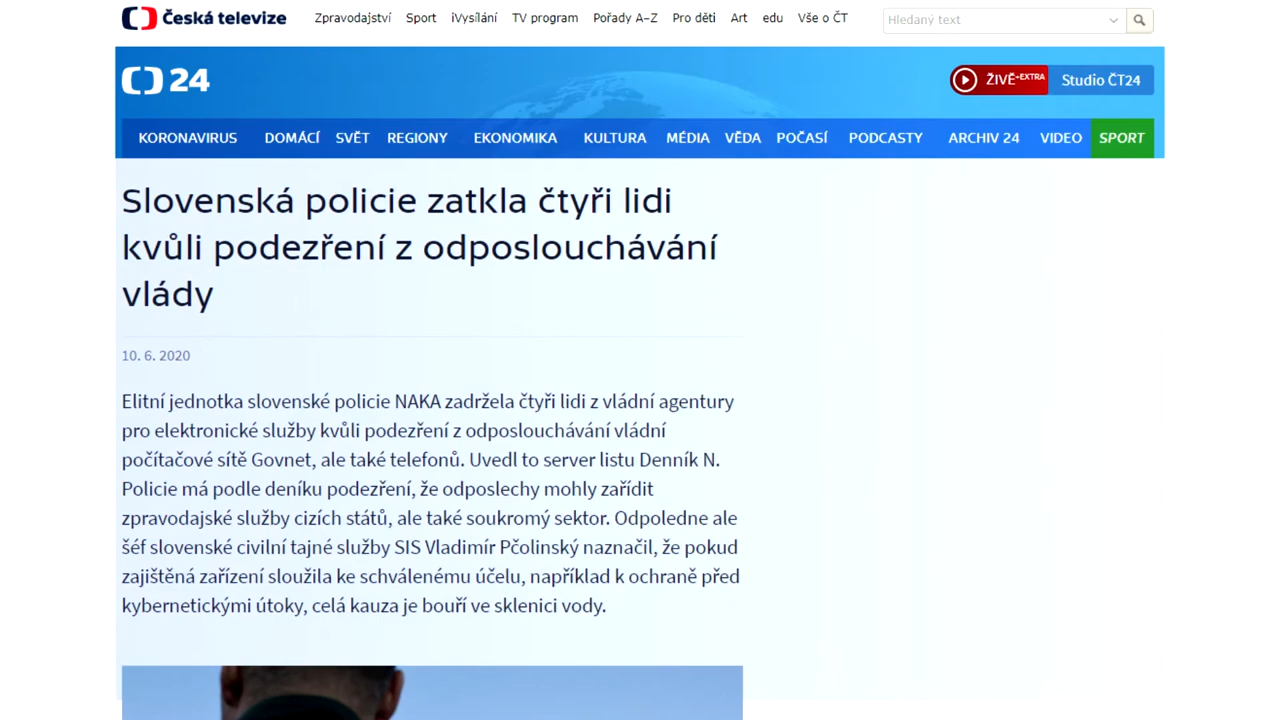 Česká televize
Zpravodajství Sport iVysílání TV program Pořady A–Z Pro děti Art edu Vše o ČT
Hledaný text
24
ŽIVĚ+EXTRA Studio ČT24
KORONAVIRUS DOMÁCÍ SVĚT REGIONY EKONOMIKA KULTURA MÉDIA VĚDA POČASÍ PODCASTY ARCHIV 24 VIDEO SPORT
Slovenská policie zatkla čtyři lidi
kvůli podezření z odposlouchávání
vlády
10. 6. 2020
Elitní jednotka slovenské policie NAKA zadržela čtyři lidi z vládní agentury
pro elektronické služby kvůli podezření z odposlouchávání vládní
počítačové sítě Govnet, ale také telefonů. Uvedl to server listu Denník N.
Policie má podle deníku podezření, že odposlechy mohly zařídit
zpravodajské služby cizích států, ale také soukromý sektor. Odpoledne ale
šéf slovenské civilní tajné služby SIS Vladimír Pčolinský naznačil, že pokud
zajištěná zařízení sloužila ke schválenému účelu, například k ochraně před
kybernetickými útoky, celá kauza je bouří ve sklenici vody.